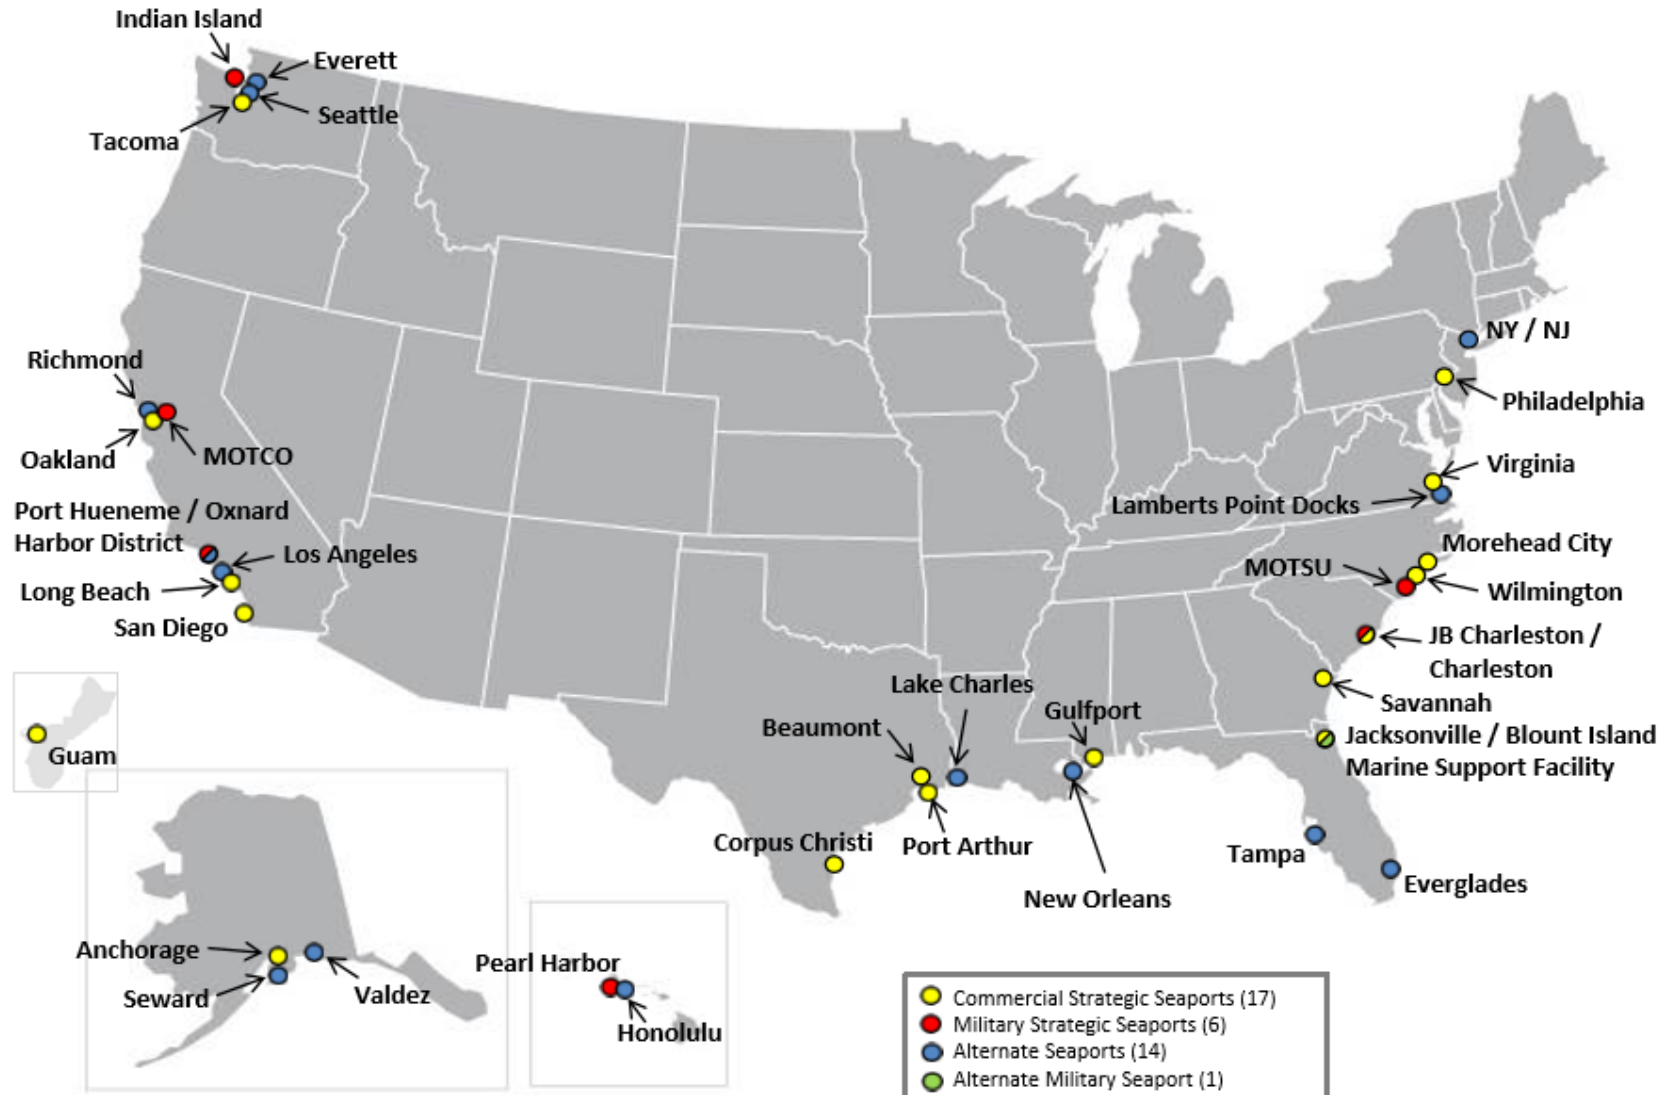 Indian Island
Everett
Seattle
Tacoma
Richmond
Oakland
MOTCO
Port Hueneme / Oxnard
Harbor District
Los Angeles
Long Beach
San Diego
Guam
Anchorage
Seward
Valdez
Pearl Harbor
Honolulu
Corpus Christi
Beaumont
Port Arthur
Lake Charles
Gulfport
New Orleans
NY / NJ
Philadelphia
Virginia
Lamberts Point Docks
Morehead City
MOTSU
Wilmington
JB Charleston /
Charleston
Savannah
Jacksonville / Blount Island
Marine Support Facility
Tampa
Everglades
Commercial Strategic Seaports (17)
Military Strategic Seaports (6)
Alternate Seaports (14)
Alternate Military Seaport (1)